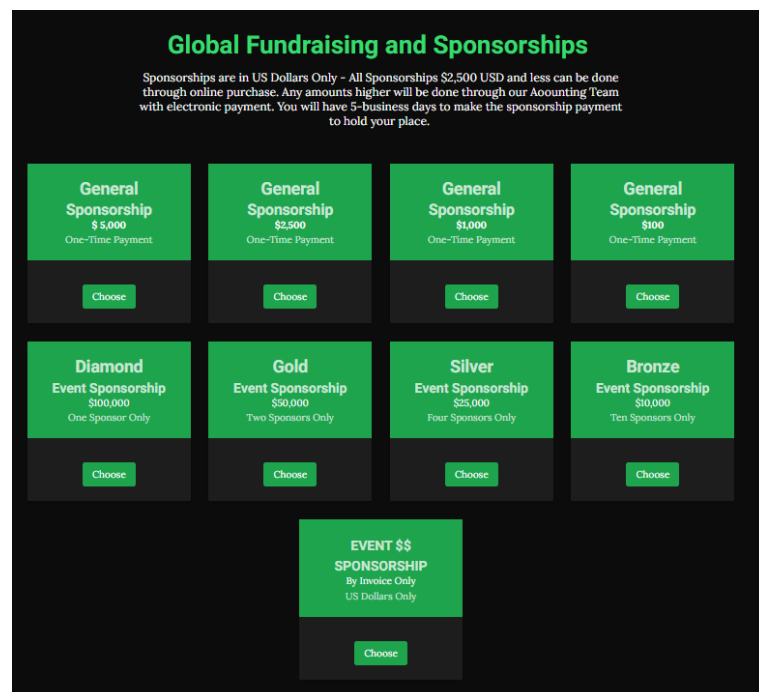 Global Fundraising and Sponsorships
Sponsorships are in US Dollars Only - All Sponsorships $2,500 USD and less can be done
through online purchase. Any amounts higher will be done through our Aoounting Team
with electronic payment. You will have 5-business days to make the sponsorship payment
to hold your place.
General
Sponsorship
$ 5,000
One-Time Payment
Choose
General
Sponsorship
$2,500
One-Time Payment
Choose
General
Sponsorship
$1,000
One-Time Payment
Choose
General
Sponsorship
$100
One-Time Payment
Choose
Diamond
Event Sponsorship
$100,000
One Sponsor Only
Choose
Gold
Event Sponsorship
$50,000
Two Sponsors Only
Choose
Silver
Event Sponsorship
$25,000
Four Sponsors Only
Choose
Bronze
Event Sponsorship
$10,000
Ten Sponsors Only
Choose
EVENT $$
SPONSORSHIP
By Invoice Only
US Dollars Only
Choose